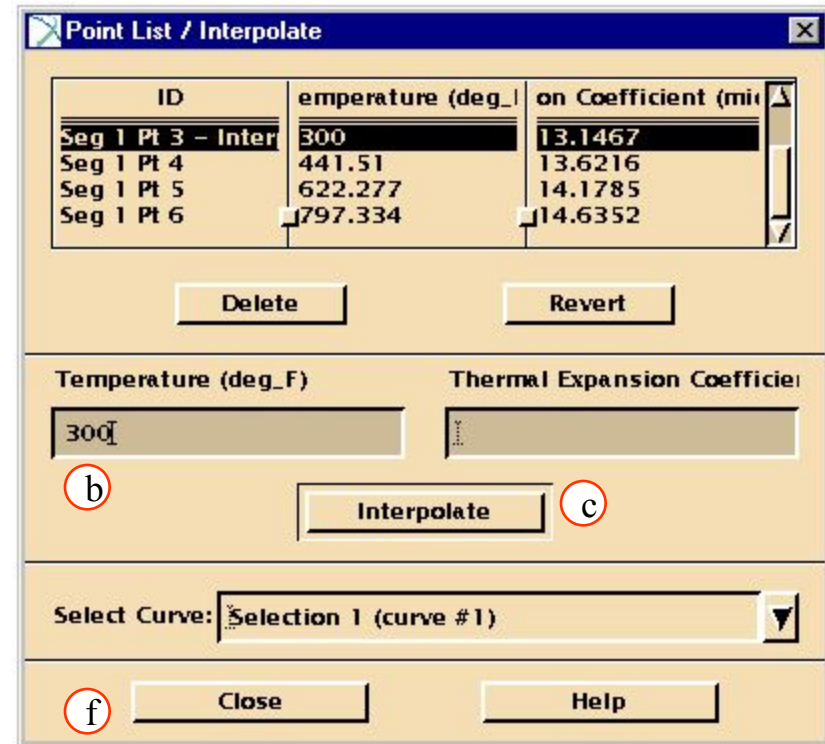 Point List / Interpolate
ID emperature (deg_ on Coefficient (mi
Seg 1 Pt 3 – Inter 300 13.1467
Seg 1 Pt 4 441.51 13.6216
Seg 1 Pt 5 622.277 14.1785
Seg 1 Pt 6 797.334 14.6352
Delete Revert
Temperature (deg_F) Thermal Expansion Coefficie
300
b
Interpolate c
Select Curve: Selection 1 (curve #1)
f Close Help